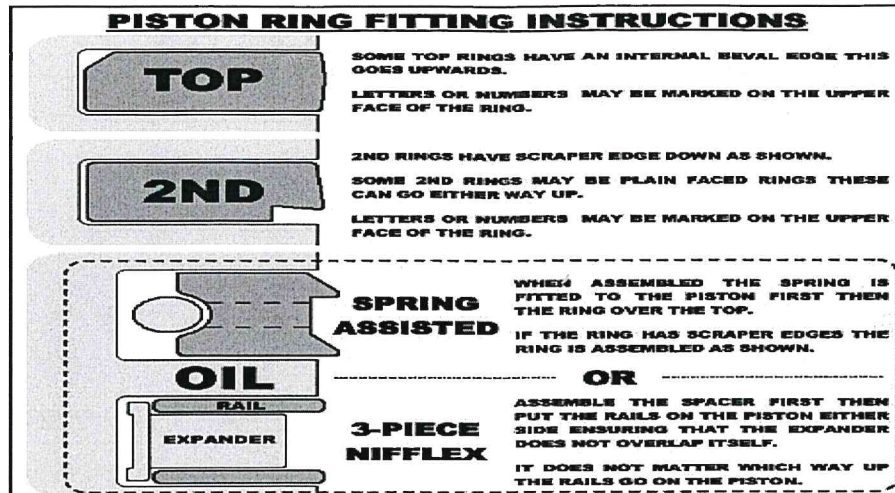 PISTON RING FITTING INSTRUCTIONS
TOP
SOME TOP RINGS HAVE AN INTERNAL BEVAL EDGE THIS
GOES UPWARDS.
LETTERS OR NUMBERS MAY BE MARKED ON THE UPPER
FACE OF THE RING.
2ND
2ND RINGS HAVE SCRAPER EDGE DOWN AS SHOWN.
SOME 2ND RINGS MAY BE PLAIN FACED RINGS THESE
CAN GO EITHER WAY UP.
LETTERS OR NUMBERS MAY BE MARKED ON THE UPPER
FACE OF THE RING.
SPRING
ASSISTED
WHEN ASSEMBLED THE SPRING IS
FITTED TO THE PISTON FIRST THEN
THE RING OVER THE TOP.
IF THE RING HAS SCRAPER EDGES THE
RING IS ASSEMBLED AS SHOWN.
OIL
OR
RAIL
EXPANDER
3-PIECE
NIFFLEX
ASSEMBLE THE SPACER FIRST THEN
PUT THE RAILS ON THE PISTON EITHER
SIDE ENSURING THAT THE EXPANDER
DOES NOT OVERLAP ITSELF.
IT DOES NOT MATTER WHICH WAY UP
THE RAILS GO ON THE PISTON.